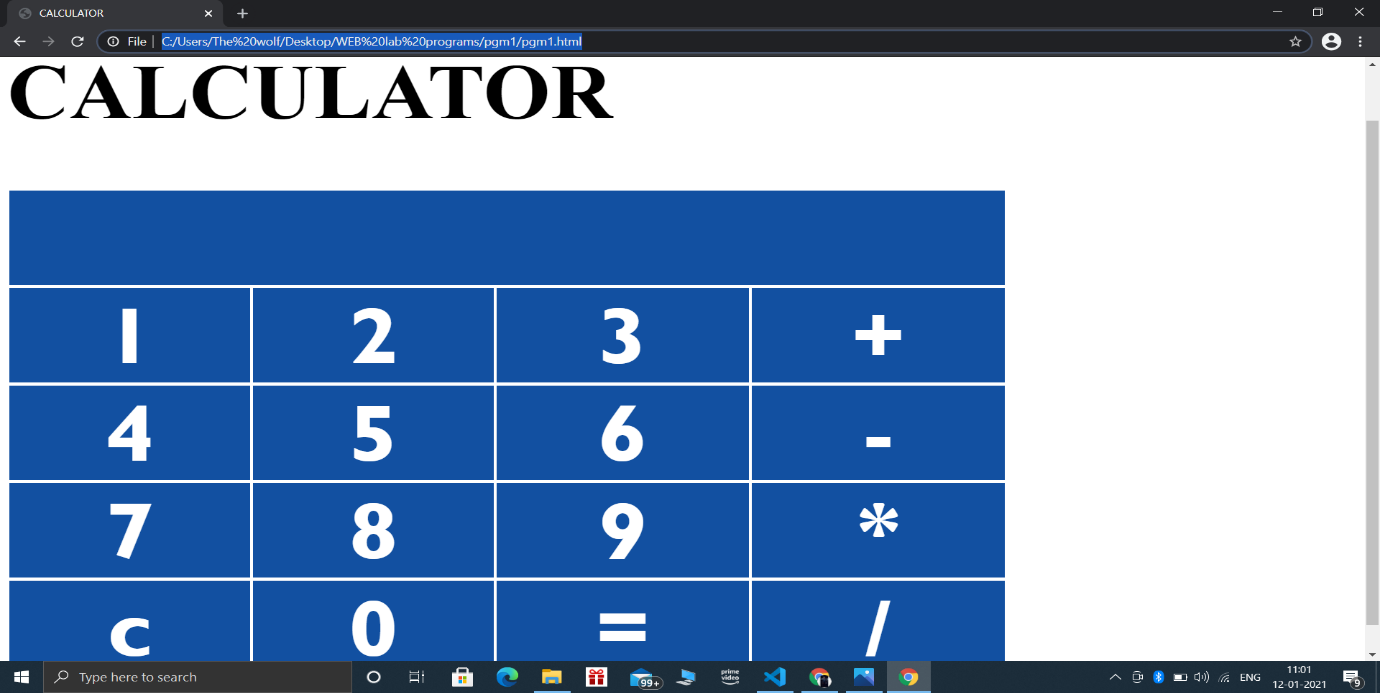 CALCULATOR
File | C:/Users/The%20wolf/Desktop/WEB%20lab%20programs/pgm1/pgm1.html
CALCULATOR
1 2 3 +
4 5 6 -
7 8 9 *
c 0 = /
Type here to search
99+
prime video
ENG
11:01
12-01-2021
9